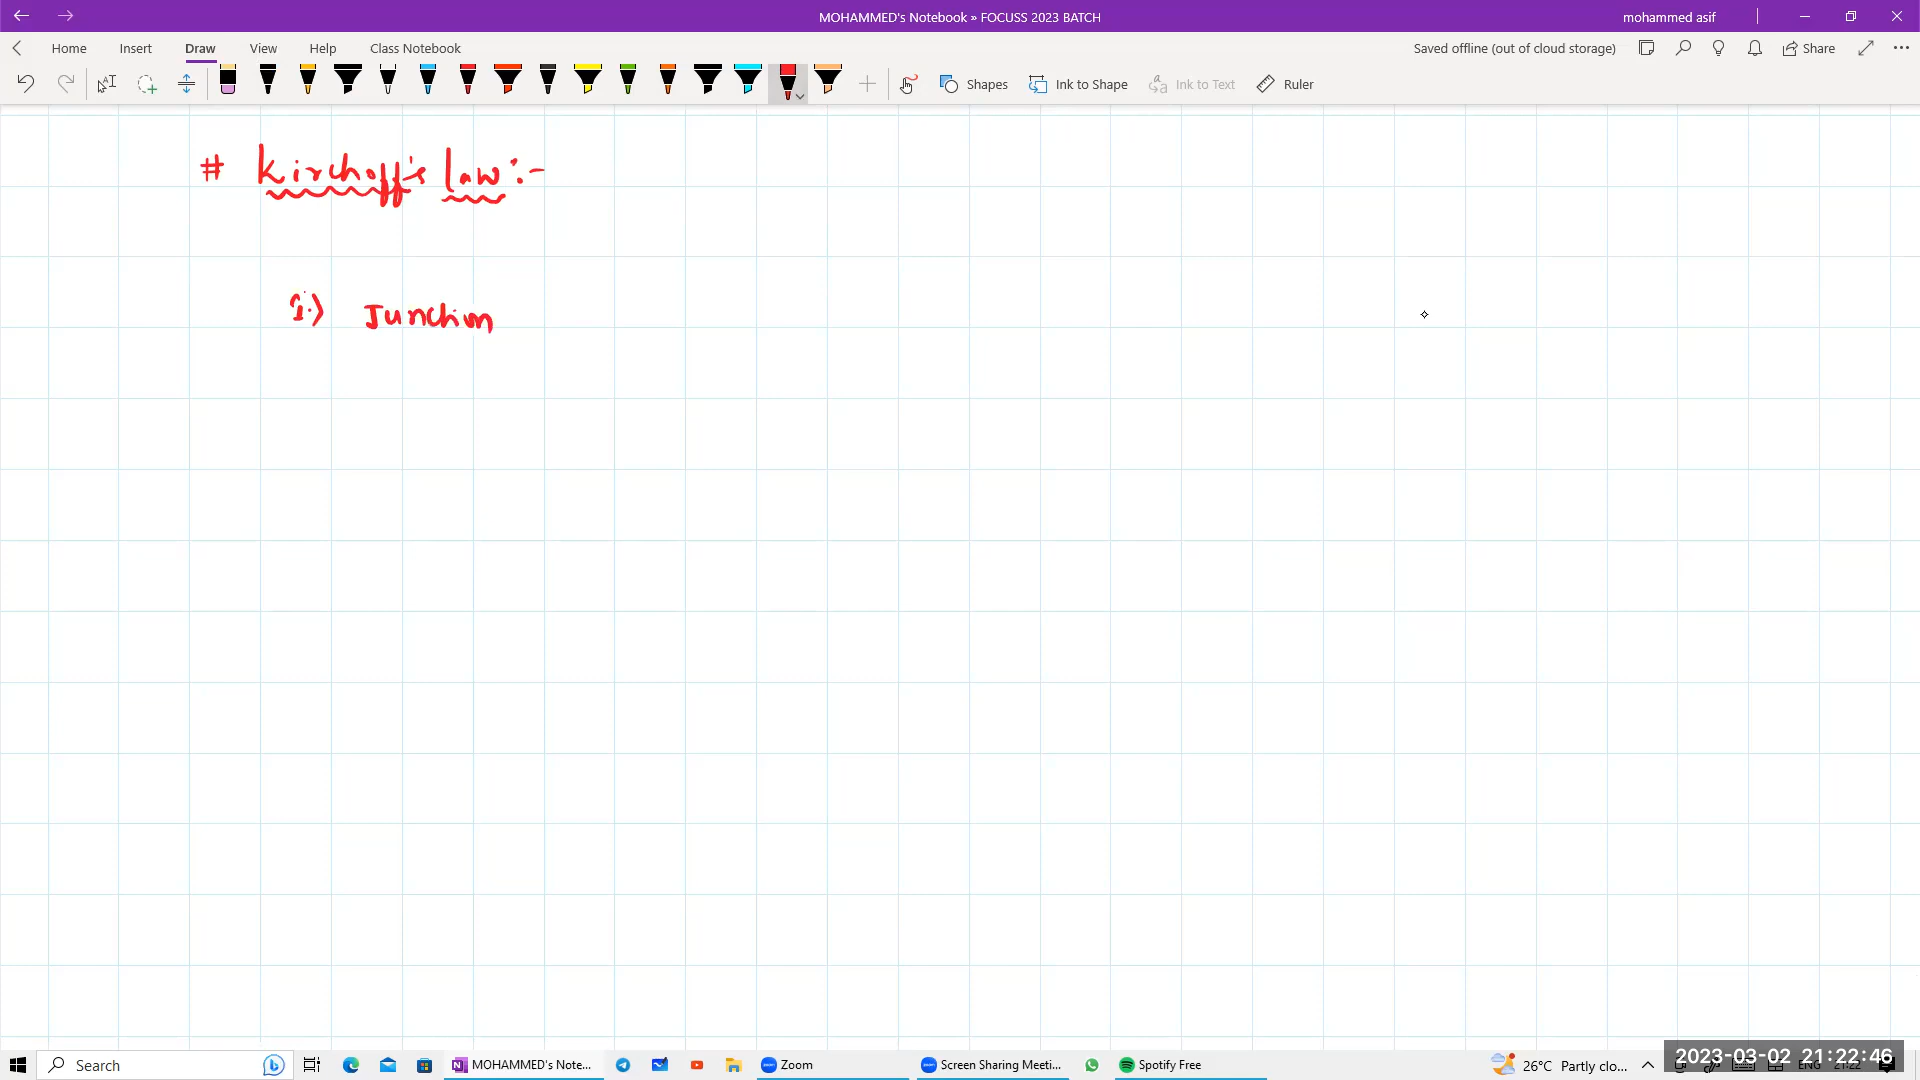 MOHAMMED's Notebook » FOCUSS 2023 BATCH
mohammed asif
Home Insert Draw View Help Class Notebook
Saved offline (out of cloud storage)
Share
Shapes Ink to Shape Ink to Text Ruler
# Kirchoff's law :-
i.) Junction
Search
MOHAMMED's Note...
Zoom
Screen Sharing Meeti...
Spotify Free
26°C Partly clo...
2023-03-02 21:22:46